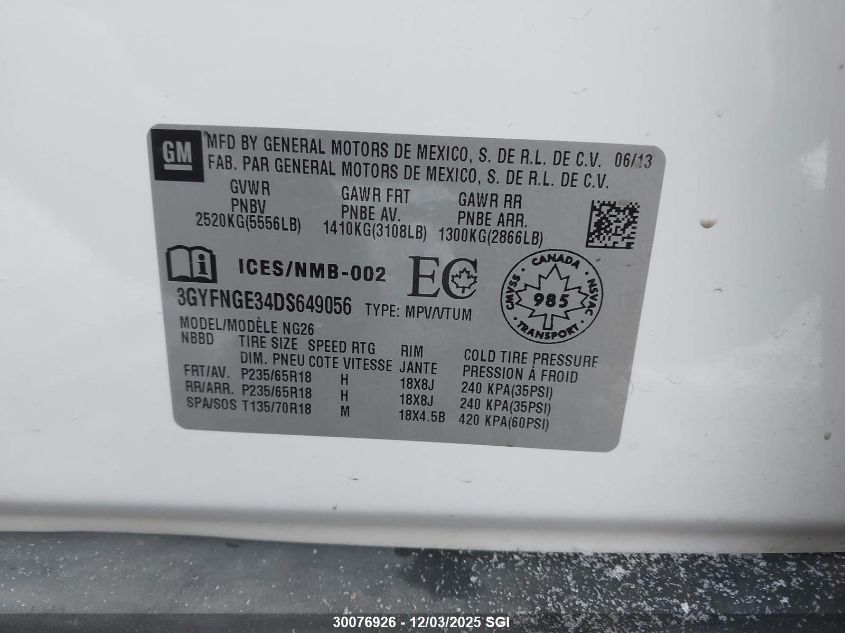 GM
MFD BY GENERAL MOTORS DE MEXICO, S. DE R.L. DE C.V. 06/13
FAB. PAR GENERAL MOTORS DE MEXICO, S. DE R.L. DE C.V.
GVWR GAWR FRT GAWR RR
PNBV PNBE AV. PNBE ARR.
2520KG(5556LB) 1410KG(3108LB) 1300KG(2866LB)
i ICES/NMB-002 EC
CANADA CMVSS NSVAC 985 TRANSPORT
3GYFNGE34DS649056 TYPE: MPV/VTUM
MODEL/MODÈLE NG26
NBBD TIRE SIZE SPEED RTG RIM COLD TIRE PRESSURE
DIM. PNEU COTE VITESSE JANTE PRESSION À FROID
FRT/AV. P235/65R18 H 18X8J 240 KPA(35PSI)
RR/ARR. P235/65R18 H 18X8J 240 KPA(35PSI)
SPA/SOS T135/70R18 M 18X4.5B 420 KPA(60PSI)
30076926 - 12/03/2025 SGI